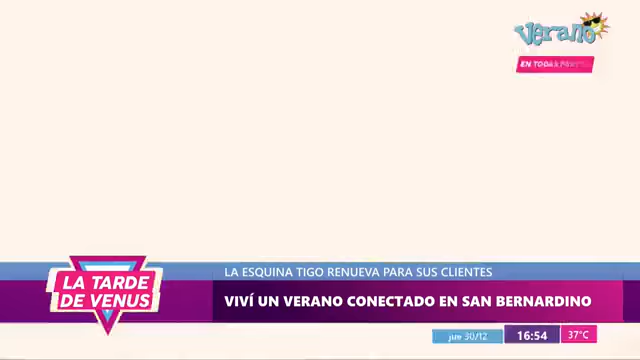 Verano
EN TODA
LA ESQUINA TIGO RENUEVA PARA SUS CLIENTES
LA TARDE
DE VENUS
VIVÍ UN VERANO CONECTADO EN SAN BERNARDINO
jue 30/12
16:54
37°C